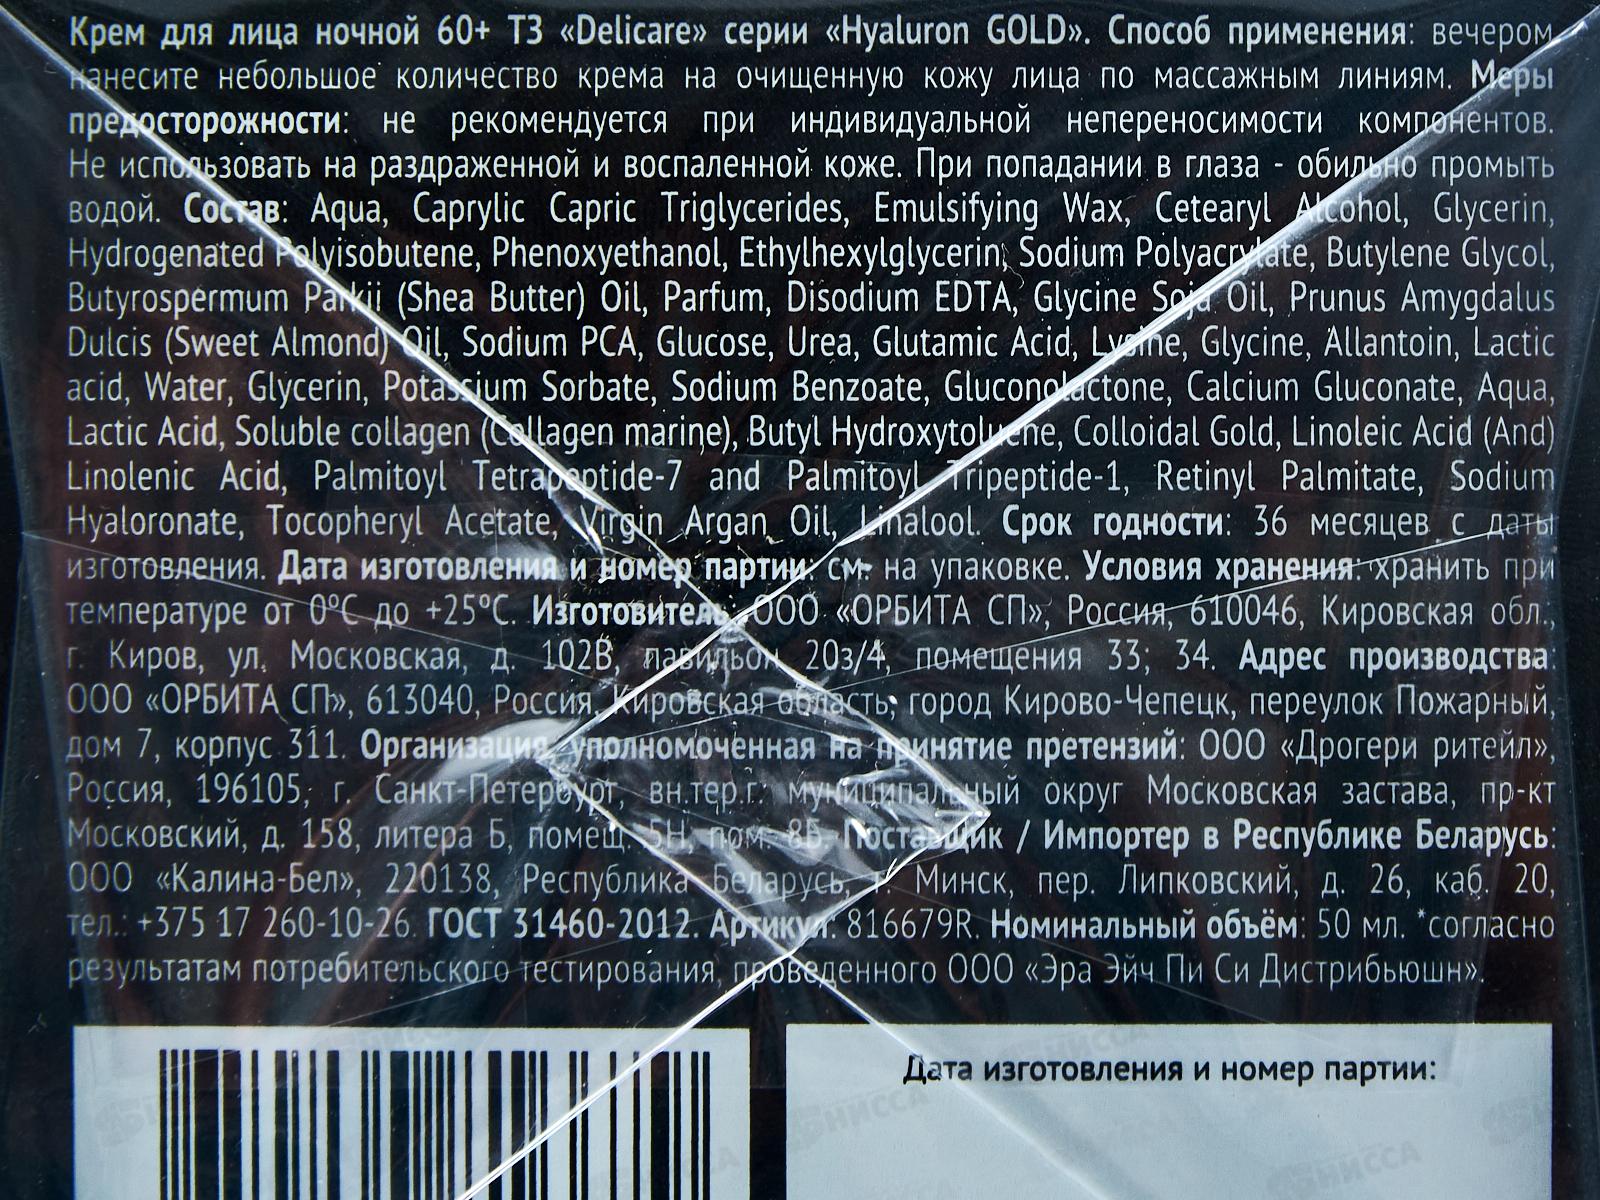 Крем для лица ночной 60+ ТЗ «Delicare» серии «Hyaluron GOLD». Способ применения: вечером
нанесите небольшое количество крема на очищенную кожу лица по массажным линиям. Меры
предосторожности: не рекомендуется при индивидуальной непереносимости компонентов.
Не использовать на раздраженной и воспаленной коже. При попадании в глаза - обильно промыть
водой. Состав: Aqua, Caprylic Capric Triglycerides, Emulsifying Wax, Cetearyl Alcohol, Glycerin,
Hydrogenated Polyisobutene, Phenoxyethanol, Ethylhexylglycerin, Sodium Polyacrylate, Butylene Glycol,
Butyrospermum Parkii (Shea Butter) Oil, Parfum, Disodium EDTA, Glycine Soja Oil, Prunus Amygdalus
Dulcis (Sweet Almond) Oil, Sodium PCA, Glucose, Urea, Glutamic Acid, Lysine, Glycine, Allantoin, Lactic
acid, Water, Glycerin, Potassium Sorbate, Sodium Benzoate, Gluconolactone, Calcium Gluconate, Aqua,
Lactic Acid, Soluble collagen (Collagen marine), Butyl Hydroxytoluene, Colloidal Gold, Linoleic Acid (And)
Linolenic Acid, Palmitoyl Tetrapeptide-7 and Palmitoyl Tripeptide-1, Retinyl Palmitate, Sodium
Hyaloronate, Tocopheryl Acetate, Virgin Argan Oil, Linalool. Срок годности: 36 месяцев с даты
изготовления. Дата изготовления и номер партии: см. на упаковке. Условия хранения: хранить при
температуре от 0°С до +25°С. Изготовитель: ООО «ОРБИТА СП», Россия, 610046, Кировская обл.,
г. Киров, ул. Московская, д. 102В, павильон 20з/4, помещения 33; 34. Адрес производства:
ООО «ОРБИТА СП», 613040, Россия, Кировская область, город Кирово-Чепецк, переулок Пожарный,
дом 7, корпус 311. Организация, уполномоченная на принятие претензий: ООО «Дрогери ритейл»,
Россия, 196105, г. Санкт-Петербург, вн.тер.г. муниципальный округ Московская застава, пр-кт
Московский, д. 158, литера Б, помещ. 5Н, пом. 8Б. Поставщик / Импортер в Республике Беларусь:
ООО «Калина-Бел», 220138, Республика Беларусь, г. Минск, пер. Липковский, д. 26, каб. 20,
тел.: +375 17 260-10-26. ГОСТ 31460-2012. Артикул: 816679R. Номинальный объём: 50 мл. *согласно
результатам потребительского тестирования, проведенного ООО «Эра Эйч Пи Си Дистрибьюшн».
Дата изготовления и номер партии: